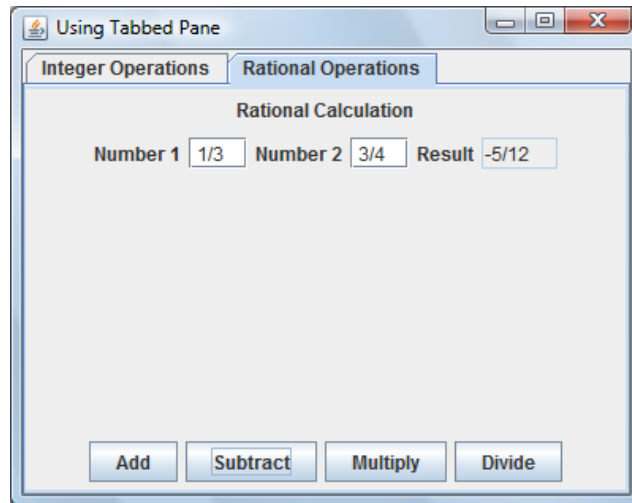 Using Tabbed Pane
Integer Operations Rational Operations
Rational Calculation
Number 1 1/3 Number 2 3/4 Result -5/12
Add Subtract Multiply Divide